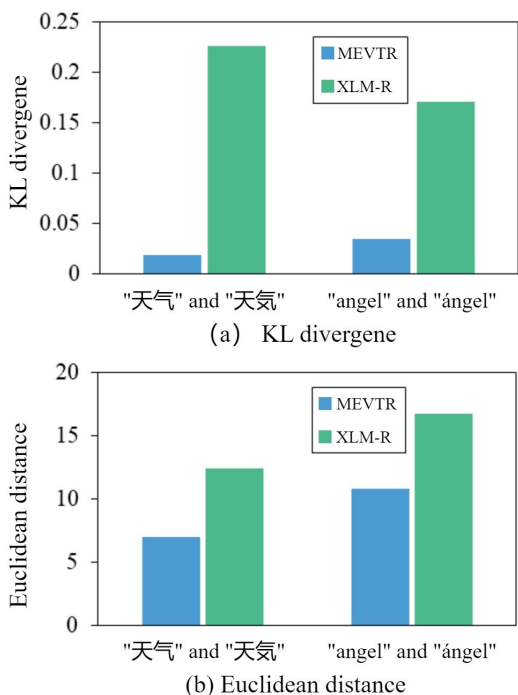 0.25
0.2
0.15
0.1
0.05
0
KL divergene
MEVTR
XLM-R
"天气" and "天気" "angel" and "ángel"
(a) KL divergene
20
15
10
5
0
Euclidean distance
MEVTR
XLM-R
"天气" and "天気" "angel" and "ángel"
(b) Euclidean distance